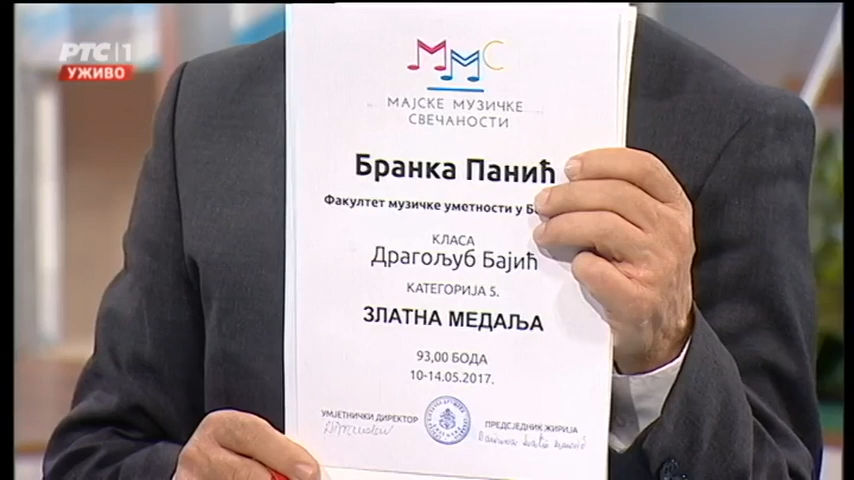 РТС|1
УЖИВО
ММС
МАЈСКЕ МУЗИЧКЕ
СВЕЧАНОСТИ
Бранка Панић
Факултет музичке уметности у
КЛАСА
Драгољуб Бајић
КАТЕГОРИЈА 5.
ЗЛАТНА МЕДАЉА
93,00 БОДА
10-14.05.2017.
УМЈЕТНИЧКИ ДИРЕКТОР
ПРЕДСЈЕДНИК ЖИРИЈА